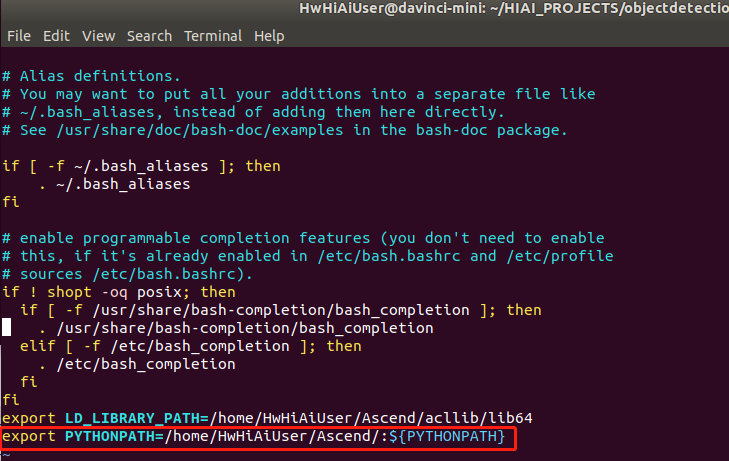 HwHiAiUser@davinci-mini: ~/HIAI_PROJECTS/objectdetectio
File Edit View Search Terminal Help
# Alias definitions.
# You may want to put all your additions into a separate file like
# ~/.bash_aliases, instead of adding them here directly.
# See /usr/share/doc/bash-doc/examples in the bash-doc package.
if [ -f ~/.bash_aliases ]; then
    . ~/.bash_aliases
fi
# enable programmable completion features (you don't need to enable
# this, if it's already enabled in /etc/bash.bashrc and /etc/profile
# sources /etc/bash.bashrc).
if ! shopt -oq posix; then
  if [ -f /usr/share/bash-completion/bash_completion ]; then
    . /usr/share/bash-completion/bash_completion
  elif [ -f /etc/bash_completion ]; then
    . /etc/bash_completion
  fi
fi
export LD_LIBRARY_PATH=/home/HwHiAiUser/Ascend/acllib/lib64
export PYTHONPATH=/home/HwHiAiUser/Ascend/:${PYTHONPATH}
~